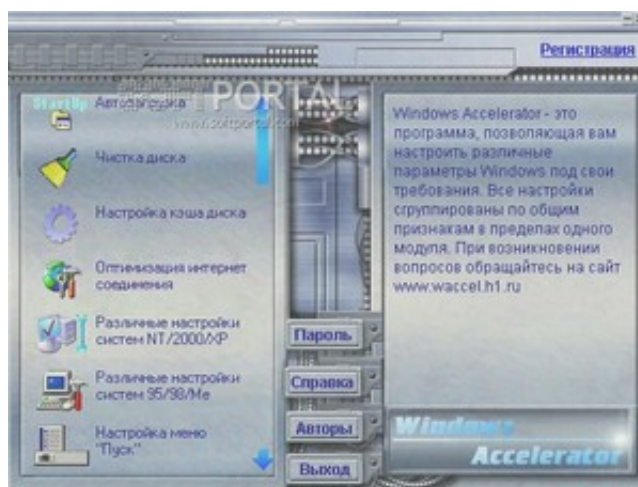 Регистрация
StartUp
Автозагрузка
PORTAL
www.softportal.com
Чистка диска
Настройка кэша диска
Оптимизация интернет
соединения
Различные настройки
систем NT/2000/XP
Различные настройки
систем 95/98/Me
Настройка меню
"Пуск"
Пароль
Справка
Авторы
Выход
Windows Accelerator - это
программа, позволяющая вам
настроить различные
параметры Windows под свои
требования. Все настройки
сгруппированы по общим
признакам в пределах одного
модуля. При возникновении
вопросов обращайтесь на сайт
www.waccel.h1.ru
Windows
Accelerator